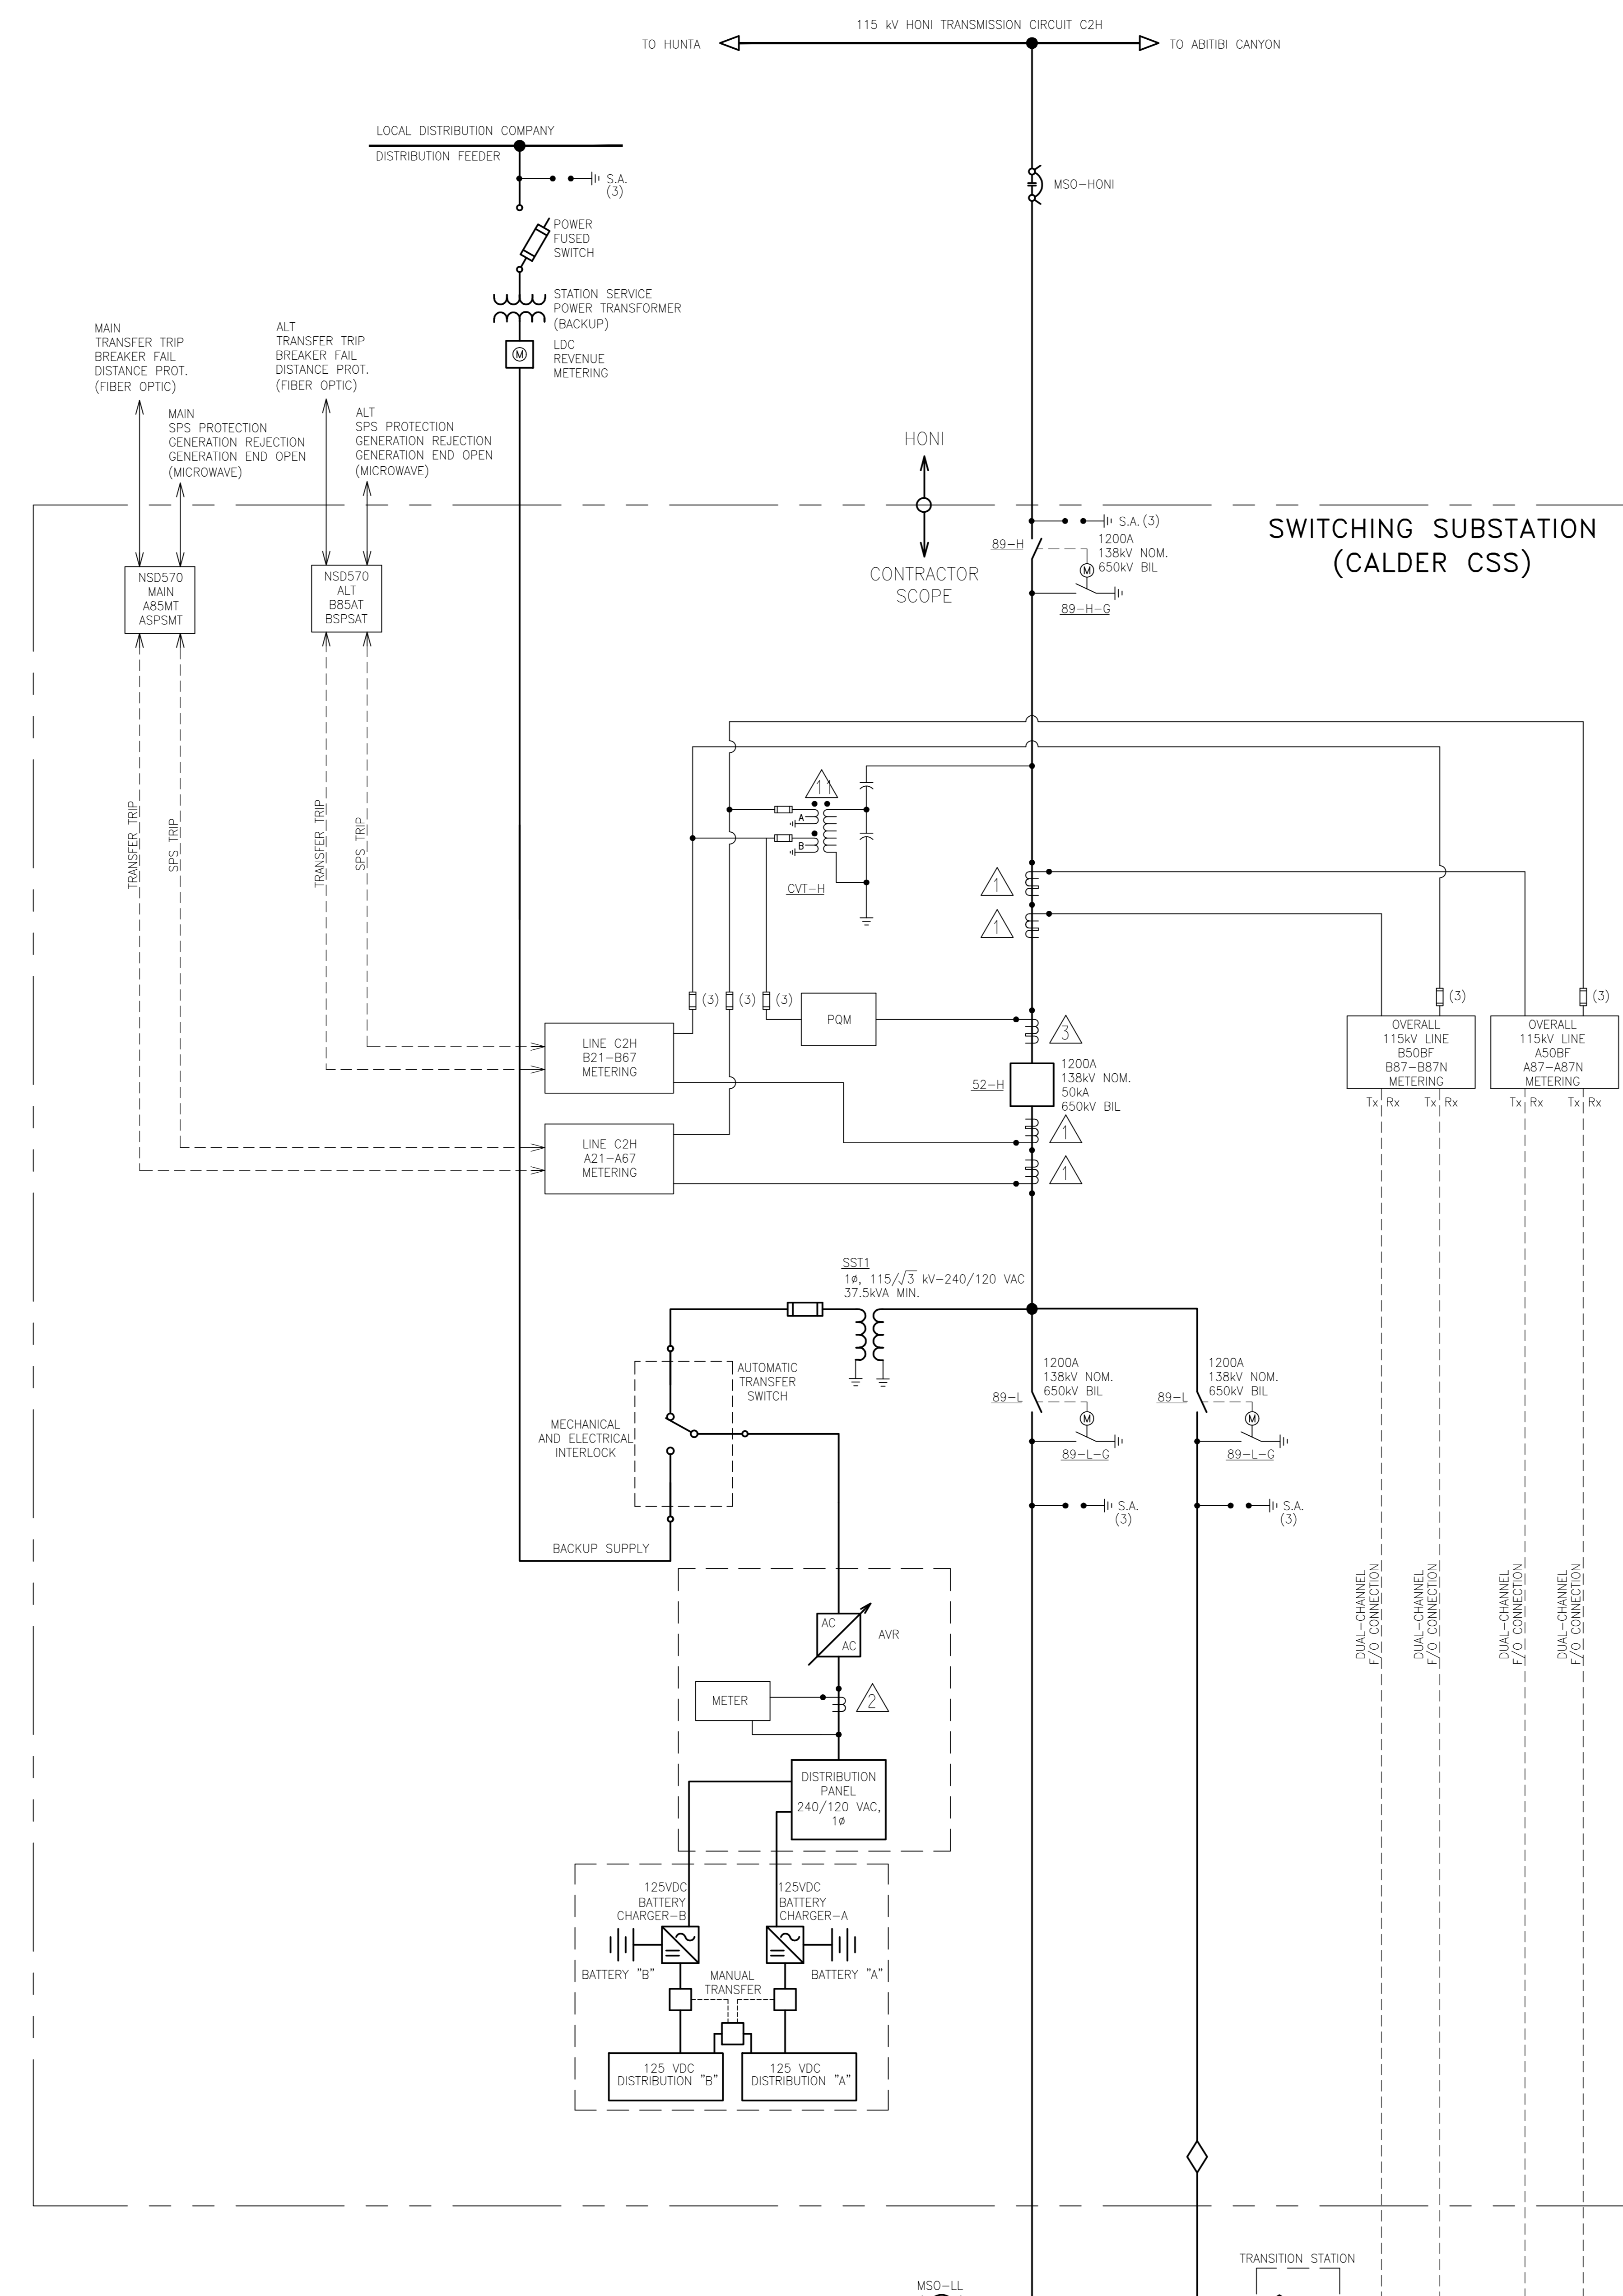 115 kV HONI TRANSMISSION CIRCUIT C2H
TO HUNTA
TO ABITIBI CANYON
LOCAL DISTRIBUTION COMPANY
DISTRIBUTION FEEDER
S.A.
(3)
MSO-HONI
POWER
FUSED
SWITCH
STATION SERVICE
POWER TRANSFORMER
(BACKUP)
M
LDC
REVENUE
METERING
MAIN
TRANSFER TRIP
BREAKER FAIL
DISTANCE PROT.
(FIBER OPTIC)
ALT
TRANSFER TRIP
BREAKER FAIL
DISTANCE PROT.
(FIBER OPTIC)
MAIN
SPS PROTECTION
GENERATION REJECTION
GENERATION END OPEN
(MICROWAVE)
ALT
SPS PROTECTION
GENERATION REJECTION
GENERATION END OPEN
(MICROWAVE)
HONI
CONTRACTOR
SCOPE
SWITCHING SUBSTATION
(CALDER CSS)
S.A. (3)
89-H
1200A
138kV NOM.
650kV BIL
M
89-H-G
NSD570
MAIN
A85MT
ASPSMT
NSD570
ALT
B85AT
BSPSAT
TRANSFER TRIP
SPS TRIP
TRANSFER TRIP
SPS TRIP
11
A
B
CVT-H
1
1
(3)
(3)
(3)
PQM
3
(3)
(3)
LINE C2H
B21-B67
METERING
52-H
1200A
138kV NOM.
50kA
650kV BIL
OVERALL
115kV LINE
B50BF
B87-B87N
METERING
OVERALL
115kV LINE
A50BF
A87-A87N
METERING
Tx Rx
Tx Rx
Tx Rx
Tx Rx
1
1
LINE C2H
A21-A67
METERING
SST1
1ø, 115/√3 kV-240/120 VAC
37.5kVA MIN.
AUTOMATIC
TRANSFER
SWITCH
MECHANICAL
AND ELECTRICAL
INTERLOCK
89-L
1200A
138kV NOM.
650kV BIL
M
89-L-G
89-L
1200A
138kV NOM.
650kV BIL
M
89-L-G
S.A.
(3)
S.A.
(3)
BACKUP SUPPLY
DUAL-CHANNEL
F/O CONNECTION
DUAL-CHANNEL
F/O CONNECTION
DUAL-CHANNEL
F/O CONNECTION
DUAL-CHANNEL
F/O CONNECTION
AC
AC
AVR
METER
2
DISTRIBUTION
PANEL
240/120 VAC,
1ø
125VDC
BATTERY
CHARGER-B
125VDC
BATTERY
CHARGER-A
BATTERY "B"
MANUAL
TRANSFER
BATTERY "A"
125 VDC
DISTRIBUTION "B"
125 VDC
DISTRIBUTION "A"
TRANSITION STATION
MSO-LL